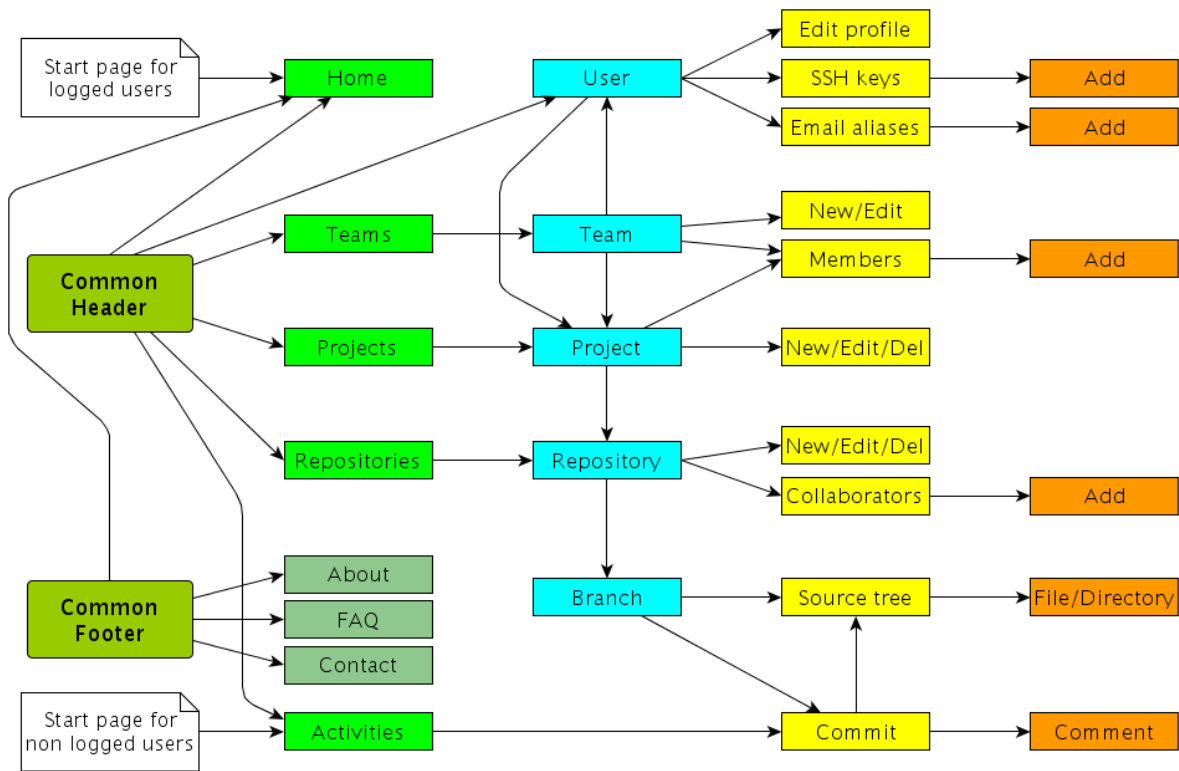 Edit profile
Start page for
logged users
Home
User
SSH keys
Add
Email aliases
Add
New/Edit
Teams
Team
Members
Add
Common
Header
Projects
Project
New/Edit/Del
New/Edit/Del
Repositories
Repository
Collaborators
Add
About
Common
Footer
FAQ
Contact
Branch
Source tree
File/Directory
Start page for
non logged users
Activities
Commit
Comment